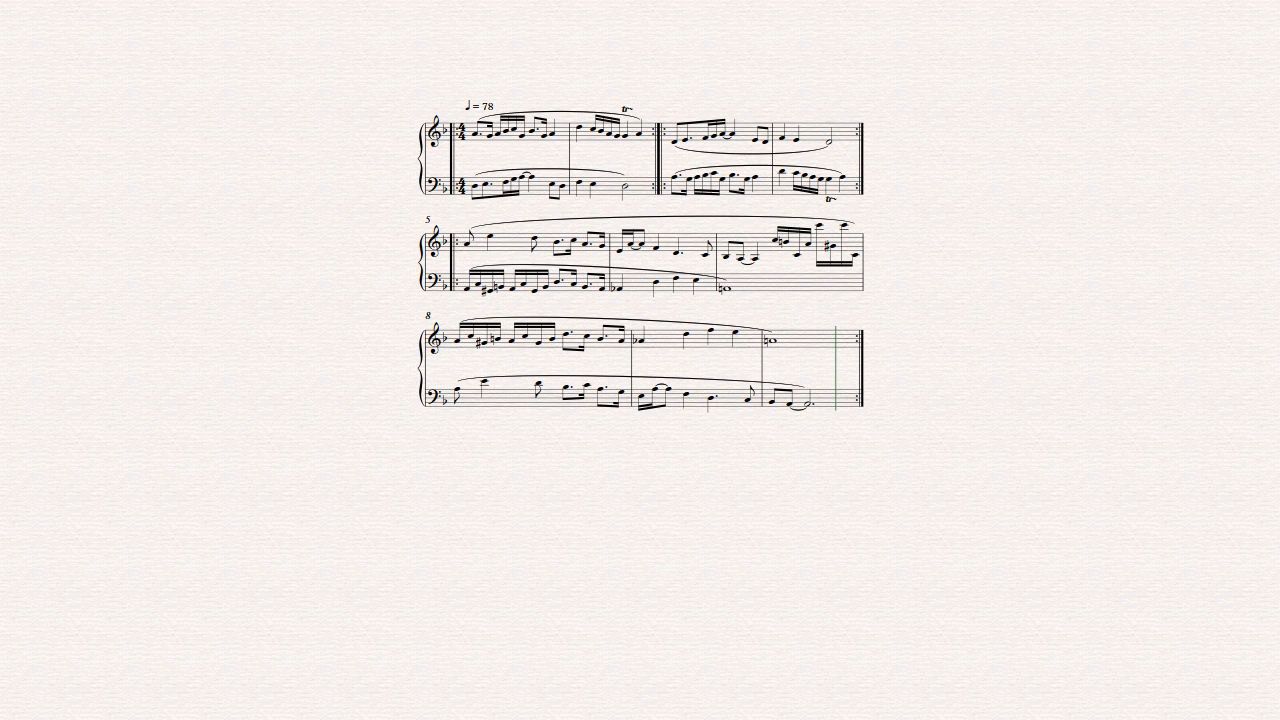 ♩ = 78
tr
tr
5
8